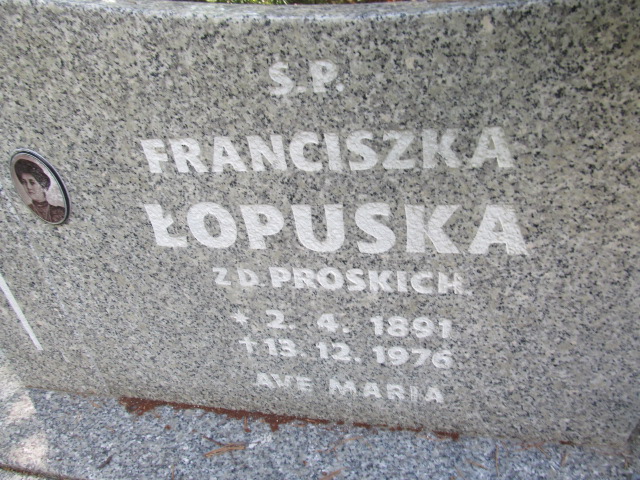 Ś.P.
FRANCISZKA
ŁOPUSKA
Z D. PROSKICH
* 2. 4. 1891
† 13. 12. 1976
AVE MARIA